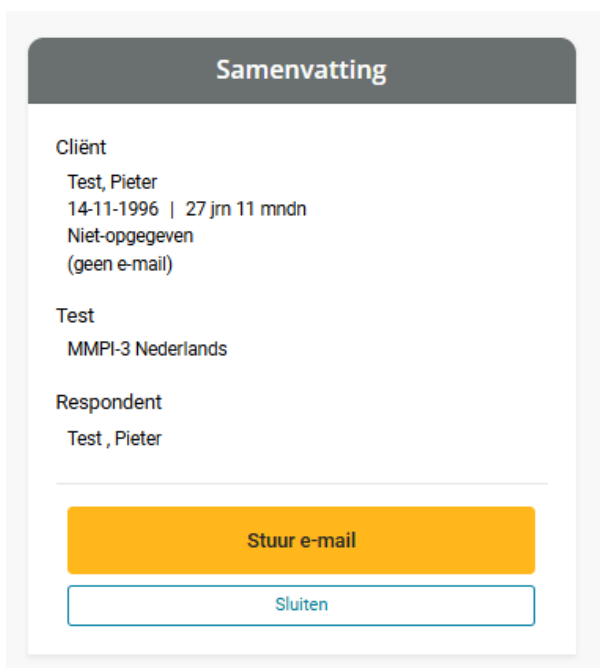 Samenvatting
Cliënt
Test, Pieter
14-11-1996 | 27 jrn 11 mndn
Niet-opgegeven
(geen e-mail)
Test
MMPI-3 Nederlands
Respondent
Test , Pieter
Stuur e-mail
Sluiten